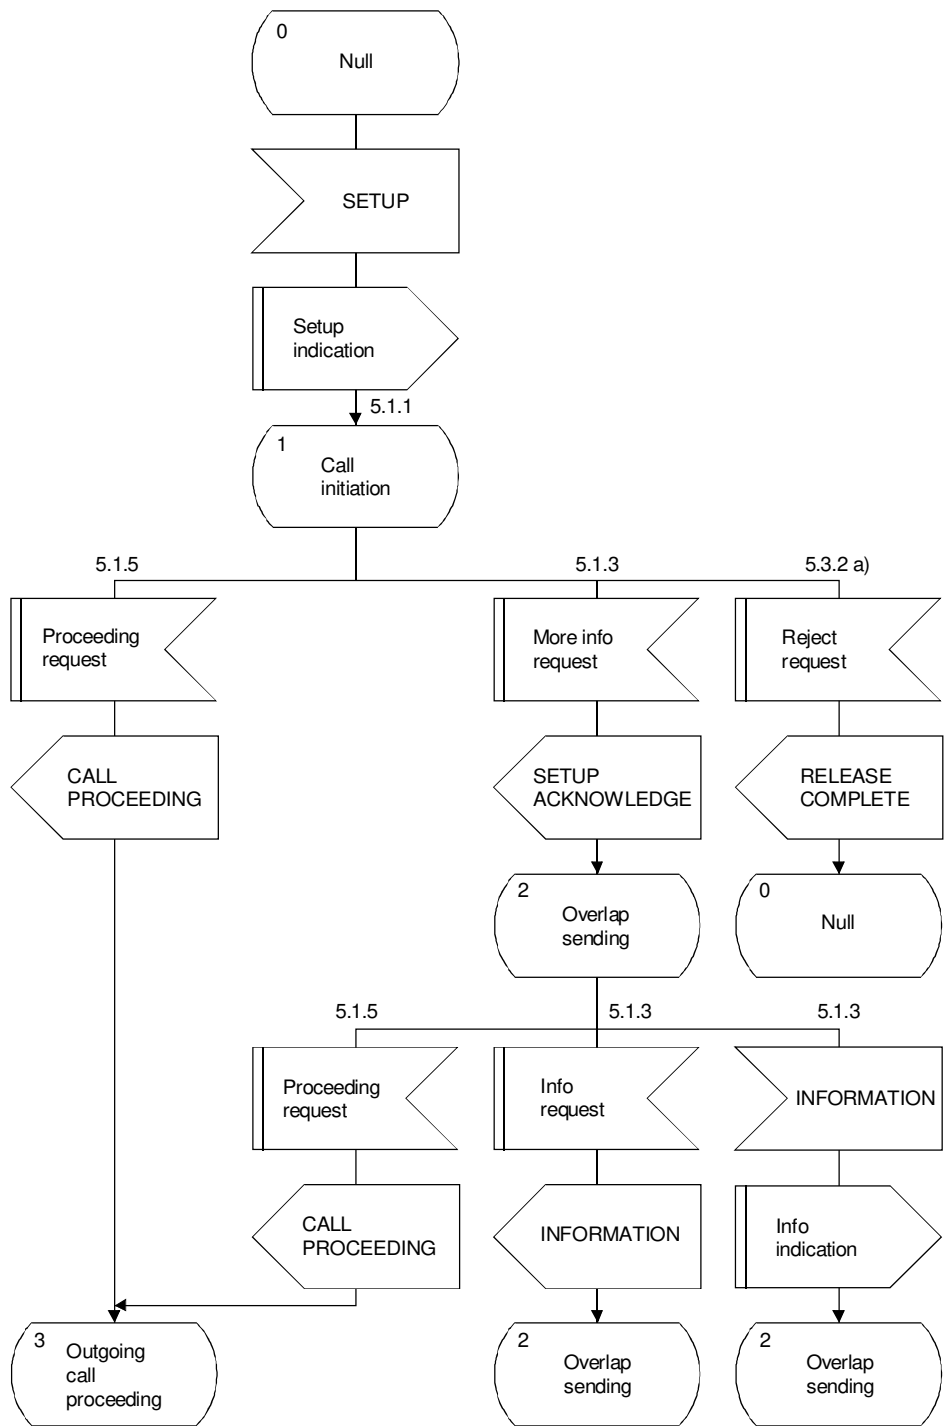 0
Null
SETUP
Setup
indication
5.1.1
1
Call
initiation
5.1.5
5.1.3
5.3.2 a)
Proceeding
request
More info
request
Reject
request
CALL
PROCEEDING
SETUP
ACKNOWLEDGE
RELEASE
COMPLETE
2
Overlap
sending
0
Null
5.1.5
5.1.3
5.1.3
Proceeding
request
Info
request
INFORMATION
CALL
PROCEEDING
INFORMATION
Info
indication
3
Outgoing
call
proceeding
2
Overlap
sending
2
Overlap
sending